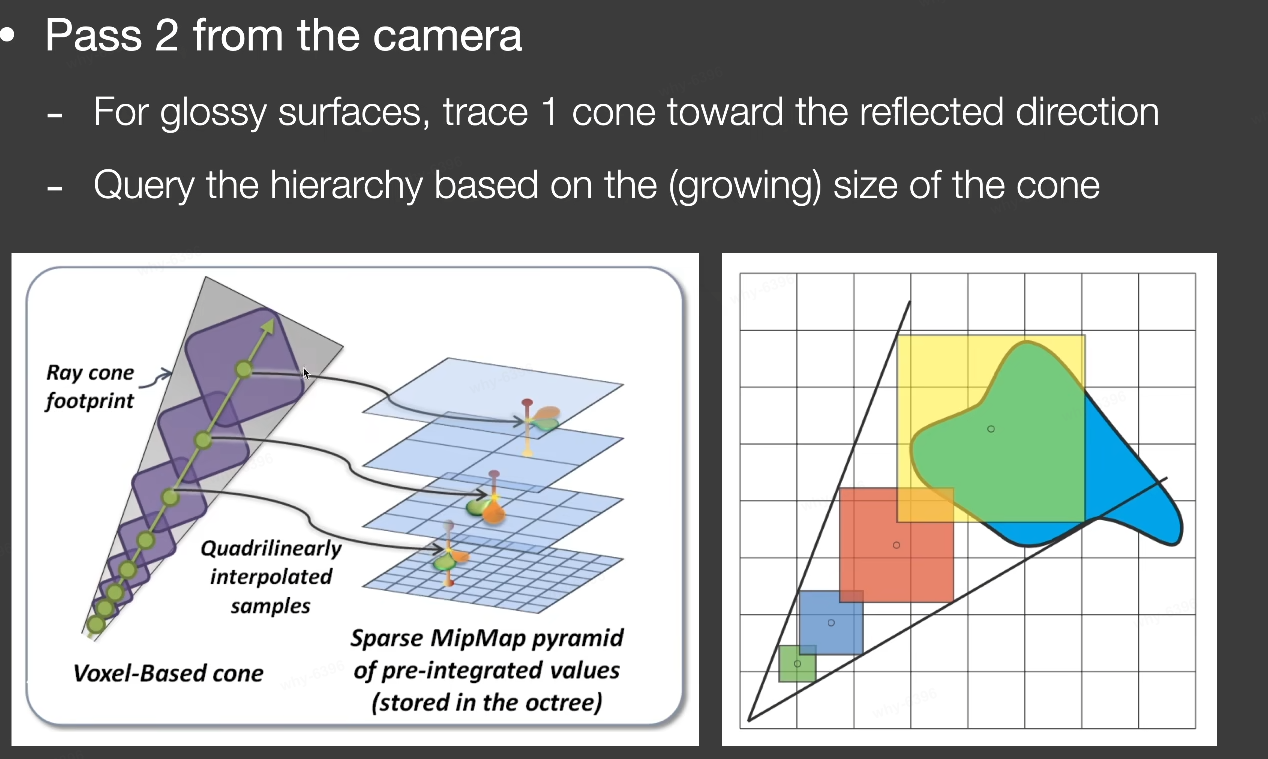 • Pass 2 from the camera
- For glossy surfaces, trace 1 cone toward the reflected direction
- Query the hierarchy based on the (growing) size of the cone
Ray cone
footprint
Quadrilinearly
interpolated
samples
Voxel-Based cone
Sparse MipMap pyramid
of pre-integrated values
(stored in the octree)